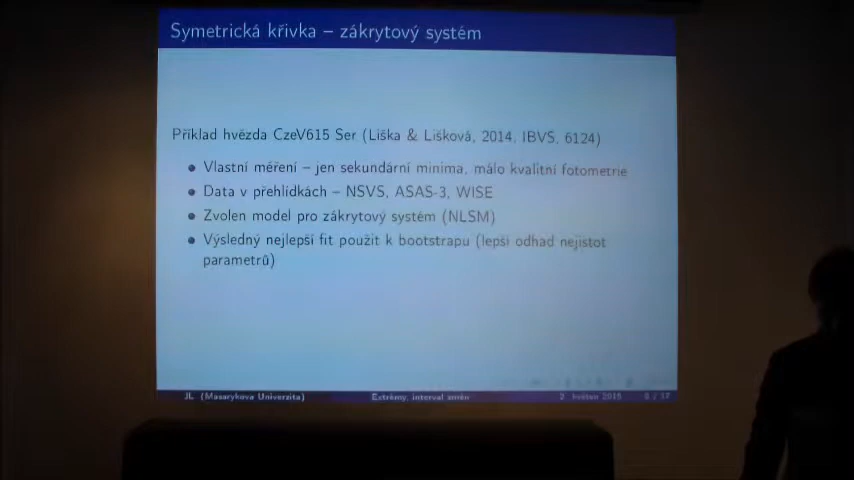 Symetrická křivka – zákrytový systém
Příklad hvězda CzeV615 Ser (Liška & Lišková, 2014, IBVS, 6124)
Vlastní měření – jen sekundární minima, málo kvalitní fotometrie
Data v přehlídkách – NSVS, ASAS-3, WISE
Zvolen model pro zákrytový systém (NLSM)
Výsledný nejlepší fit použit k bootstrapu (lepší odhad nejistot
parametrů)
JL (Masarykova Univerzita) Extrémy, interval změn 2. květen 2015 / 17